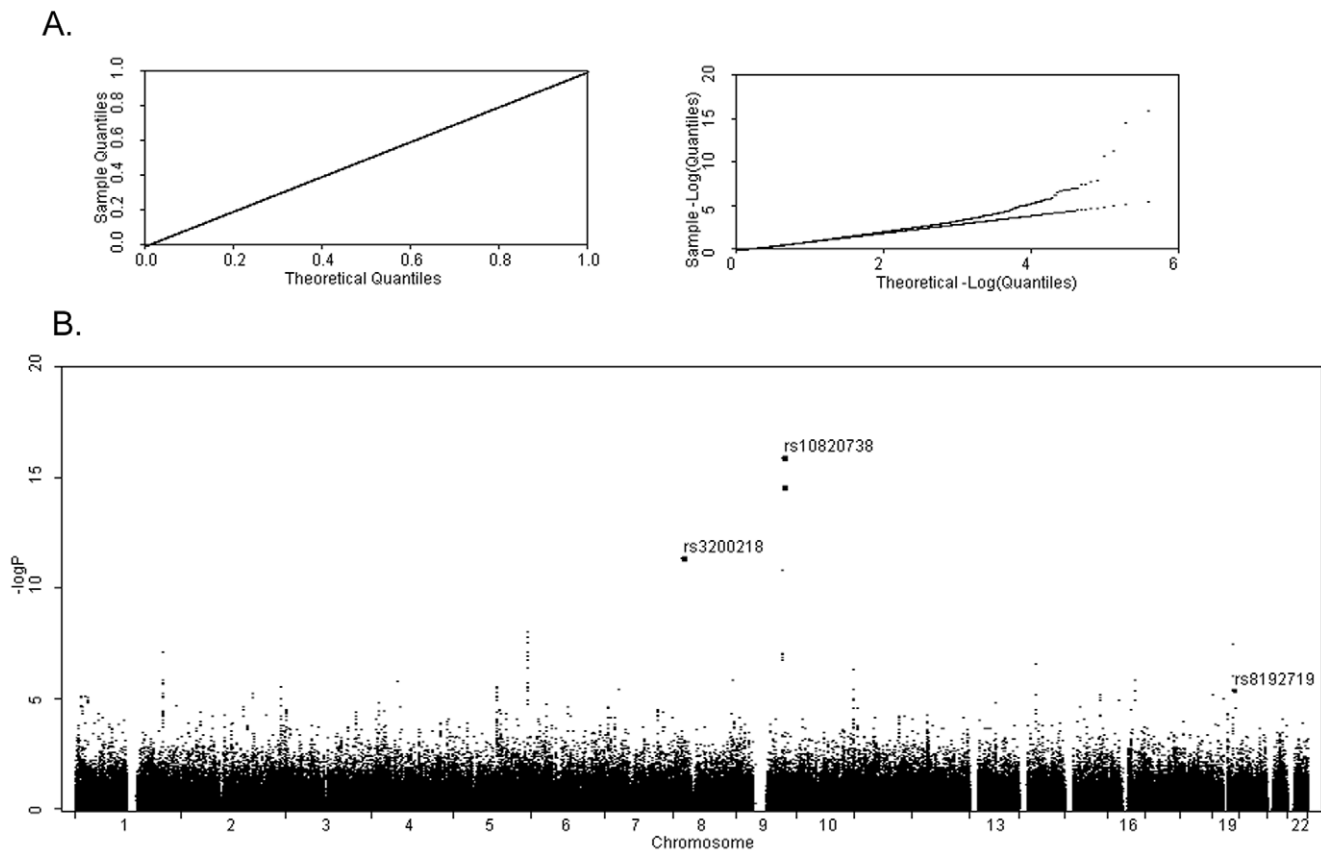 A.
Sample Quantiles
0.0 0.2 0.4 0.6 0.8 1.0
0.0 0.2 0.4 0.6 0.8 1.0
Theoretical Quantiles
Sample -Log(Quantiles)
0 5 10 15 20
0 2 4 6
Theoretical -Log(Quantiles)
B.
-logP
20
rs10820738
15
rs3200218
10
rs8192719
5
0
1 2 3 4 5 6 7 8 9 10 13 16 19 22
Chromosome